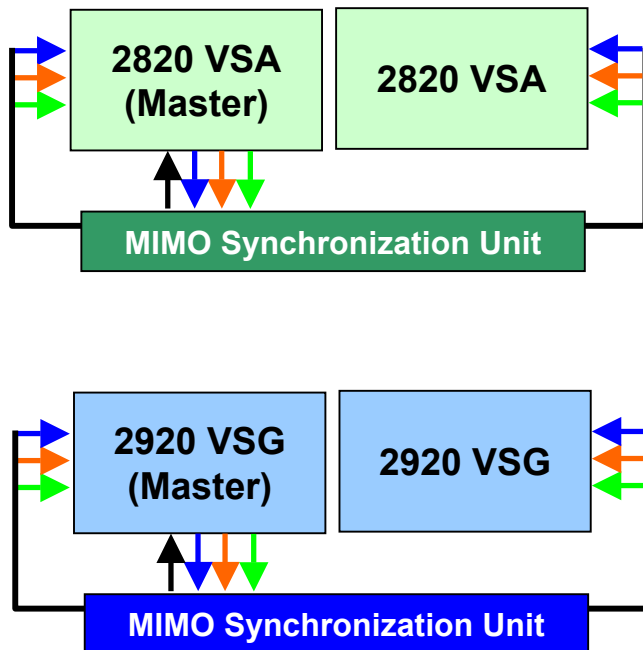 2820 VSA
(Master)
2820 VSA
MIMO Synchronization Unit
2920 VSG
(Master)
2920 VSG
MIMO Synchronization Unit